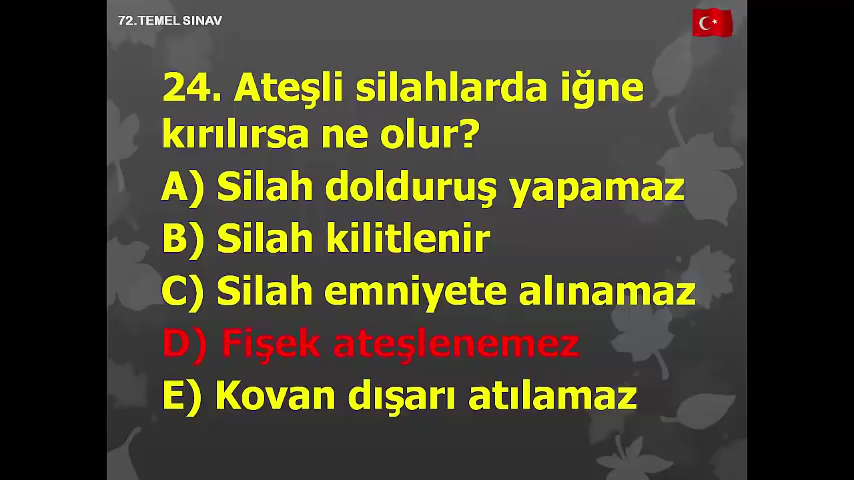 72.TEMEL SINAV
24. Ateşli silahlarda iğne
kırılırsa ne olur?
A) Silah dolduruş yapamaz
B) Silah kilitlenir
C) Silah emniyete alınamaz
D) Fişek ateşlenemez
E) Kovan dışarı atılamaz